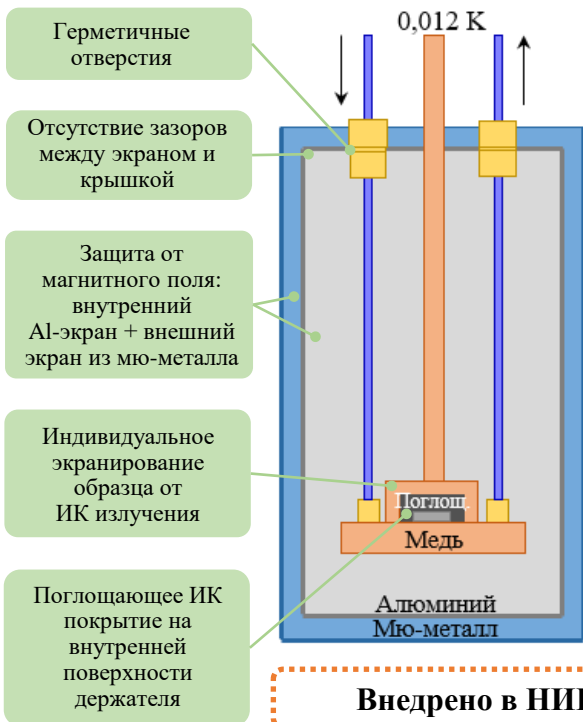 Герметичные
отверстия
Отсутствие зазоров
между экраном и
крышкой
Защита от
магнитного поля:
внутренний
Al-экран + внешний
экран из мю-металла
Индивидуальное
экранирование
образца от
ИК излучения
Поглощающее ИК
покрытие на
внутренней
поверхности
держателя
0,012 K
Поглощ.
Медь
Алюминий
Мю-металл
Внедрено в